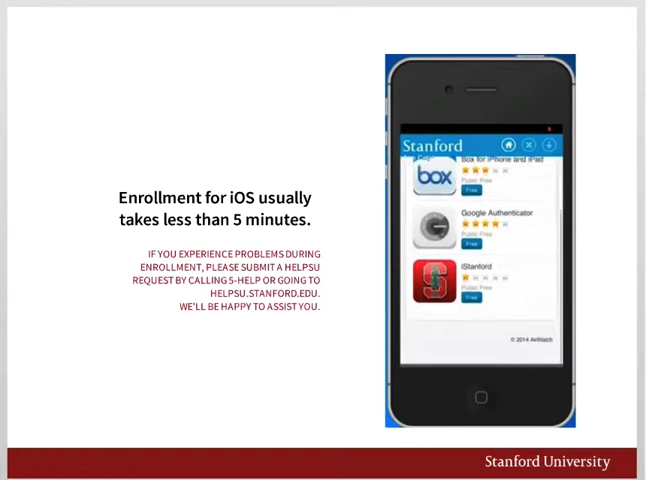 Enrollment for iOS usually
takes less than 5 minutes.
IF YOU EXPERIENCE PROBLEMS DURING
ENROLLMENT, PLEASE SUBMIT A HELPSU
REQUEST BY CALLING 5-HELP OR GOING TO
HELPSU.STANFORD.EDU.
WE'LL BE HAPPY TO ASSIST YOU.
Stanford
Box for iPhone and iPad
box
Public Free
Free
Google Authenticator
Public Free
Free
iStanford
Public Free
Free
© 2014 AirWatch
Stanford University